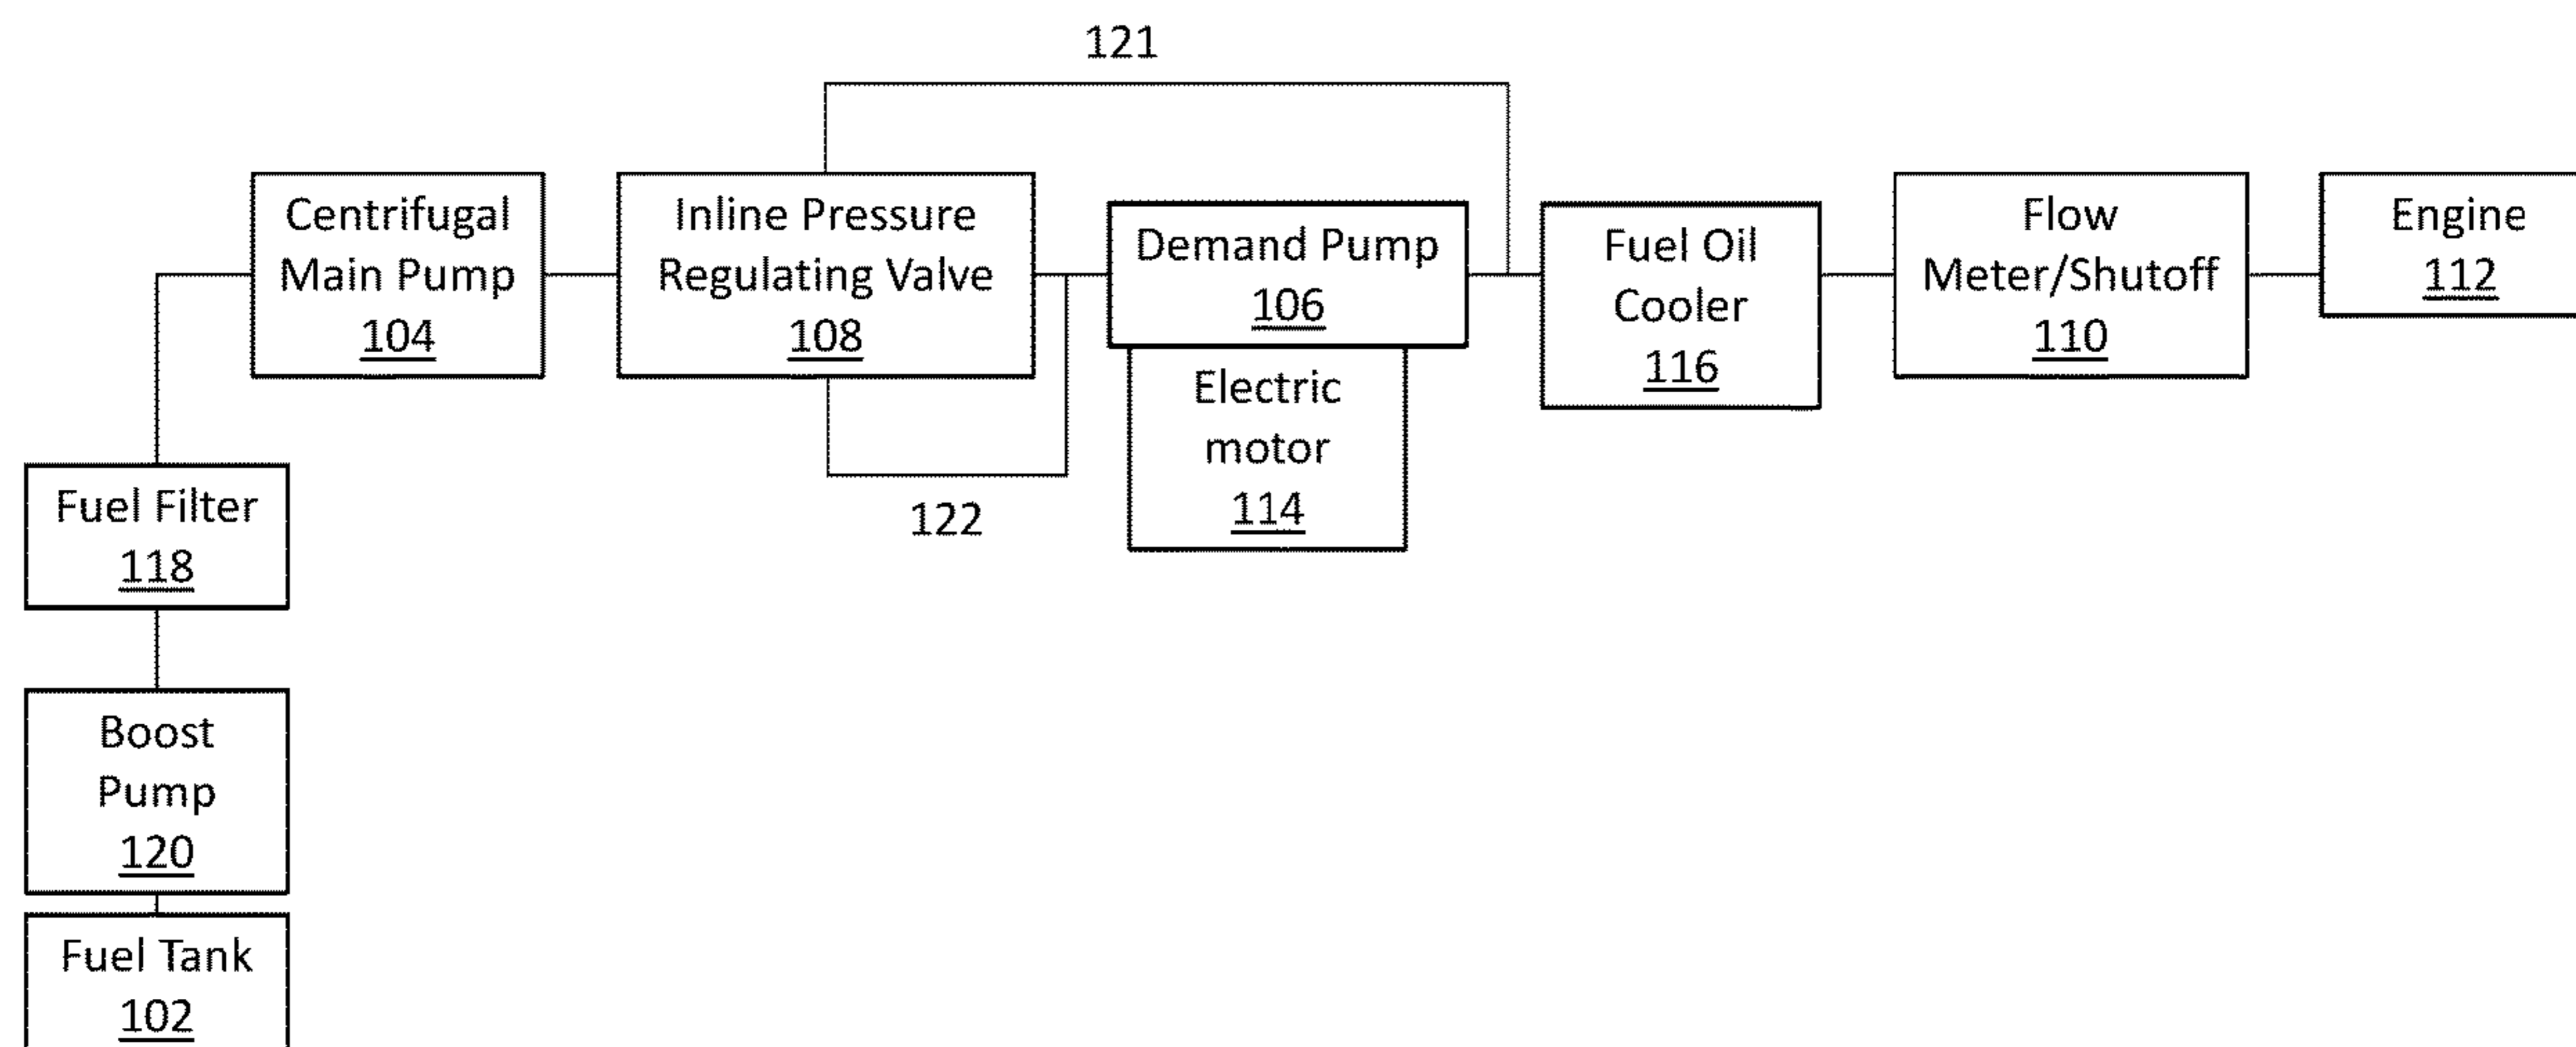 121
Centrifugal
Main Pump
104
Inline Pressure
Regulating Valve
108
Demand Pump
106
Electric
motor
114
Fuel Oil
Cooler
116
Flow
Meter/Shutoff
110
Engine
112
122
Fuel Filter
118
Boost
Pump
120
Fuel Tank
102